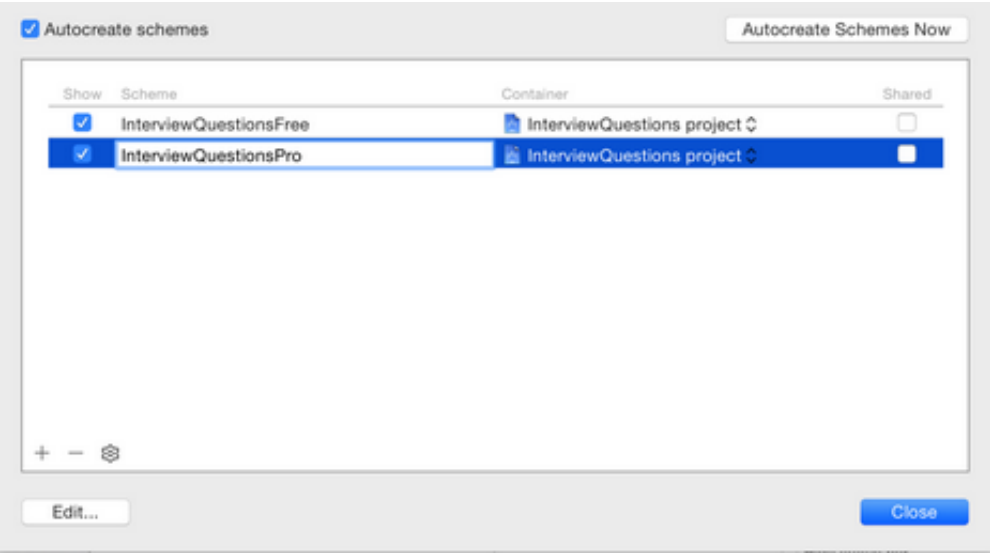 Autocreate schemes
Autocreate Schemes Now
Show Scheme Container Shared
InterviewQuestionsFree InterviewQuestions project
InterviewQuestionsPro InterviewQuestions project
Edit...
Close